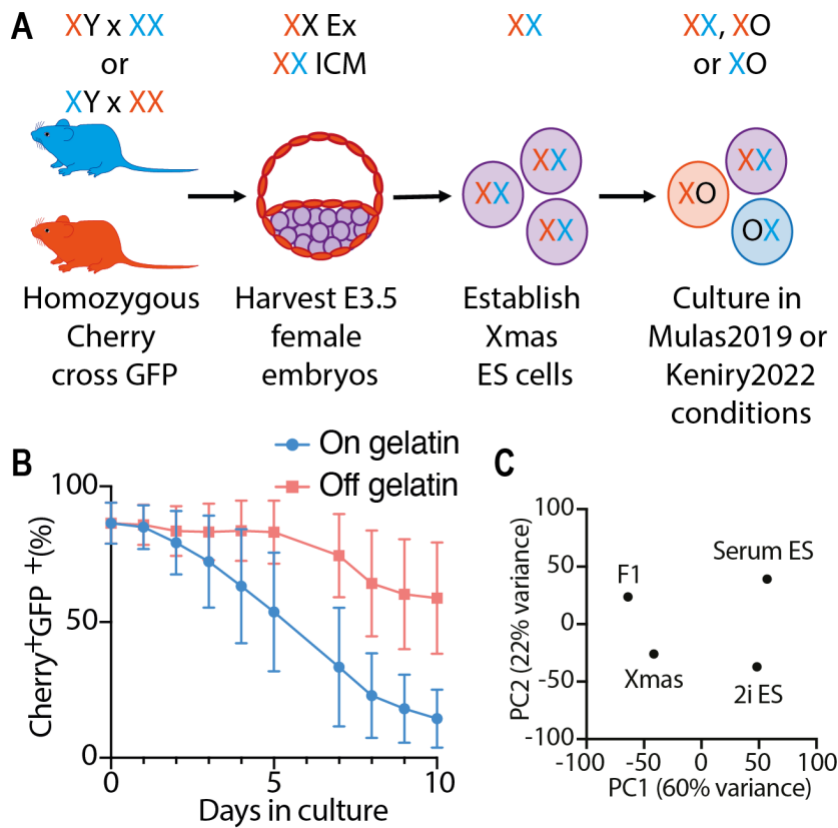 A
XY x XX
or
XY x XX
XX Ex
XX ICM
XX
XX, XO
or XO
XX
XX
XX
XX
XO
OX
Homozygous
Cherry
cross GFP
Harvest E3.5
female
embryos
Establish
Xmas
ES cells
Culture in
Mulas2019 or
Keniry2022
conditions
B
On gelatin
Off gelatin
Cherry+GFP +(%)
100
50
0
0
5
10
Days in culture
C
PC2 (22% variance)
100
50
0
-50
-100
Serum ES
F1
Xmas
2i ES
-100
-50
0
50
100
PC1 (60% variance)